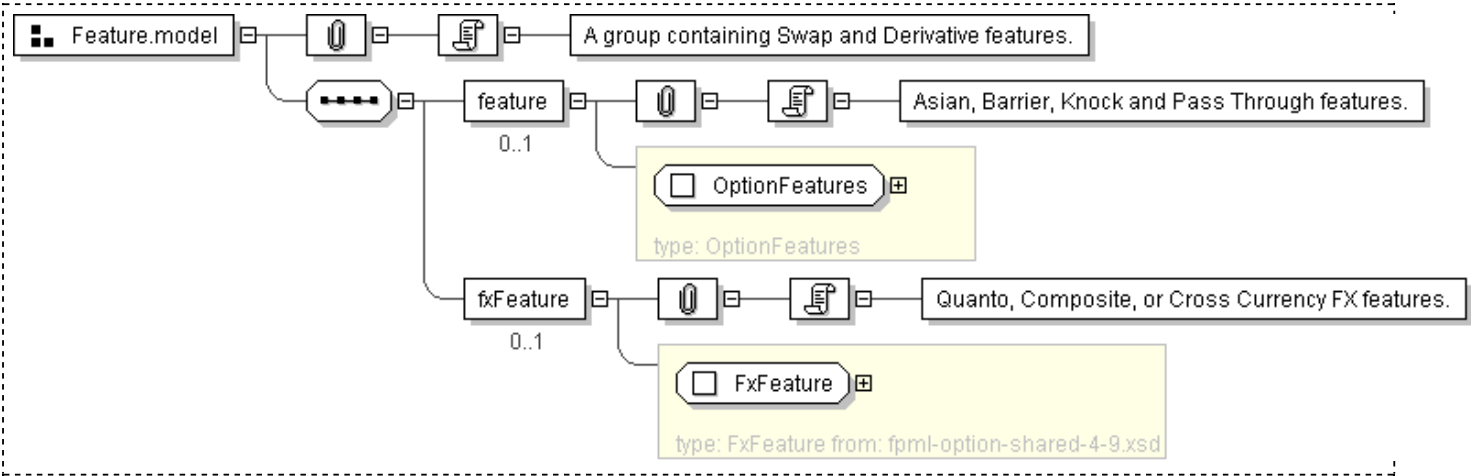 Feature.model
A group containing Swap and Derivative features.
feature
Asian, Barrier, Knock and Pass Through features.
0..1
OptionFeatures
type: OptionFeatures
fxFeature
Quanto, Composite, or Cross Currency FX features.
0..1
FxFeature
type: FxFeature from: fpml-option-shared-4-9.xsd